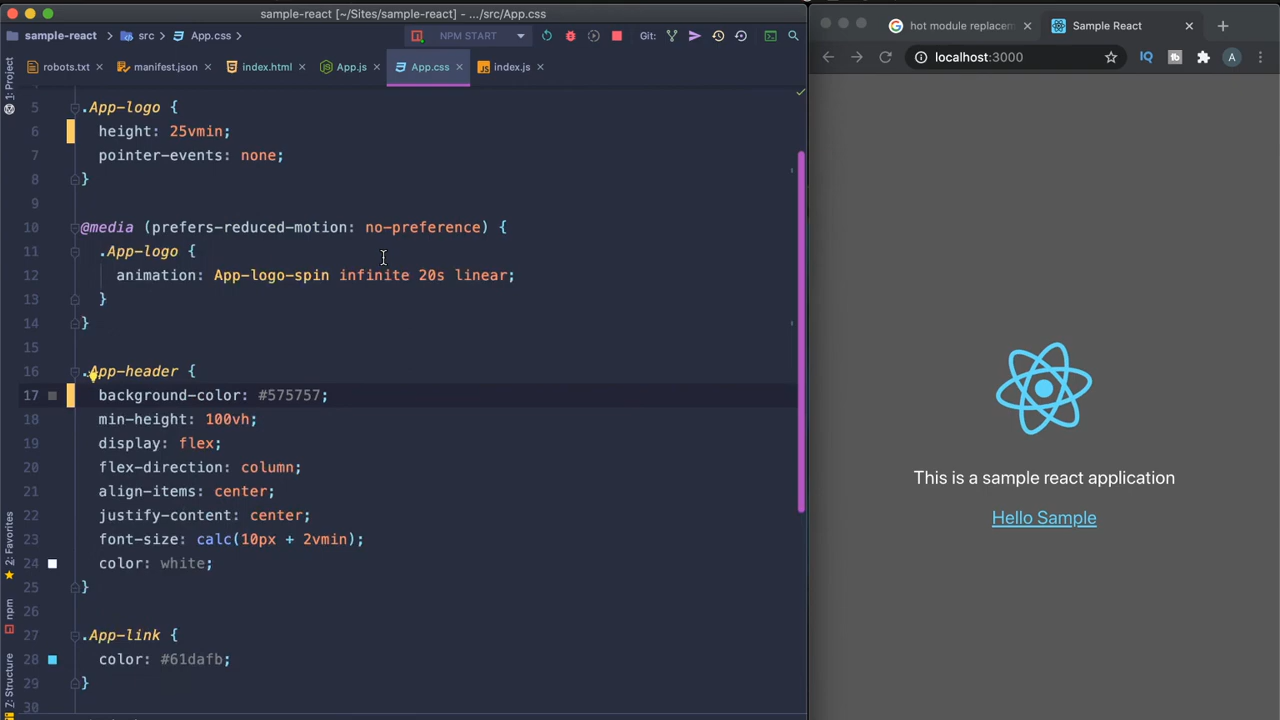 sample-react [~/Sites/sample-react] - .../src/App.css
sample-react src App.css NPM START Git:
robots.txt manifest.json index.html App.js App.css index.js
1: Project
5 .App-logo {
6 height: 25vmin;
7 pointer-events: none;
8 }
9
10 @media (prefers-reduced-motion: no-preference) {
11 .App-logo {
12 animation: App-logo-spin infinite 20s linear;
13 }
14 }
15
16 .App-header {
17 background-color: #575757;
18 min-height: 100vh;
19 display: flex;
20 flex-direction: column;
21 align-items: center;
22 justify-content: center;
23 font-size: calc(10px + 2vmin);
24 color: white;
25 }
26
27 .App-link {
28 color: #61dafb;
29 }
30
2: Favorites
npm
7: Structure
hot module replacem Sample React
localhost:3000 IQ A
This is a sample react application
Hello Sample